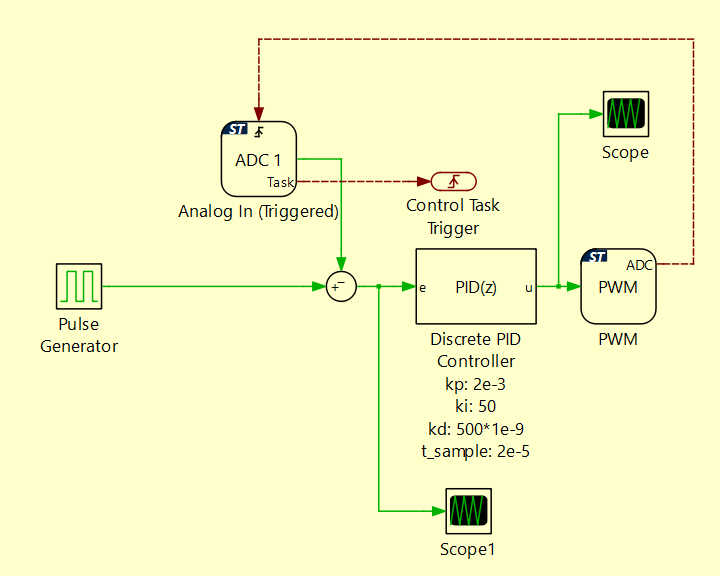 ST
ADC 1
Task
Analog In (Triggered)
Control Task
Trigger
Scope
Pulse
Generator
+
−
e
PID(z)
u
Discrete PID
Controller
kp: 2e-3
ki: 50
kd: 500*1e-9
t_sample: 2e-5
ST
ADC
PWM
PWM
Scope1